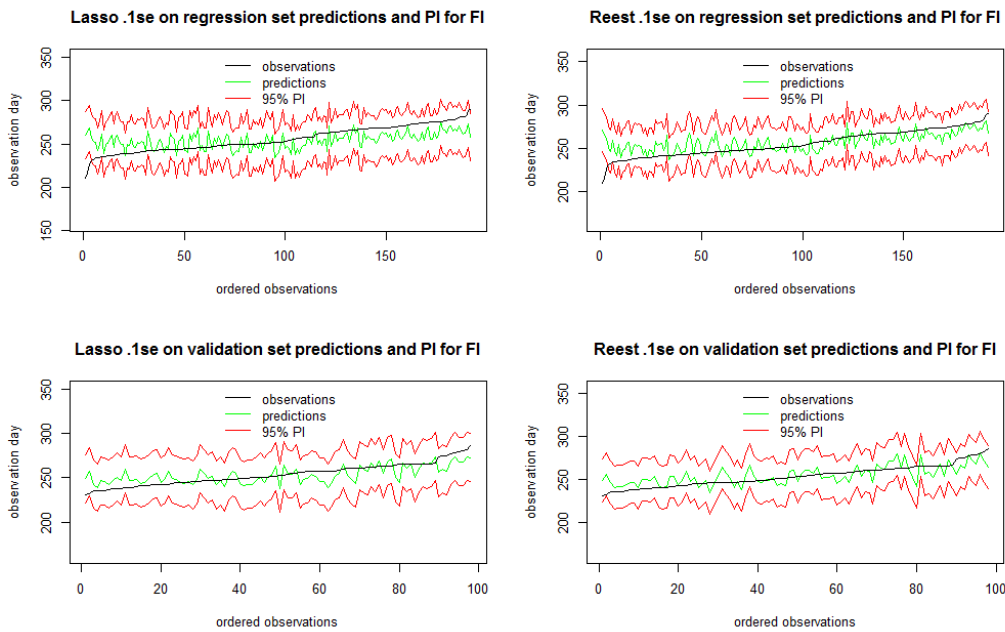 Lasso .1se on regression set predictions and PI for FI
observation day
350
300
250
200
150
observations
predictions
95% PI
0
50
100
150
ordered observations
Reest .1se on regression set predictions and PI for FI
observation day
350
300
250
200
observations
predictions
95% PI
0
50
100
150
ordered observations
Lasso .1se on validation set predictions and PI for FI
observation day
350
300
250
200
observations
predictions
95% PI
0
20
40
60
80
100
ordered observations
Reest .1se on validation set predictions and PI for FI
observation day
350
300
250
200
observations
predictions
95% PI
0
20
40
60
80
100
ordered observations